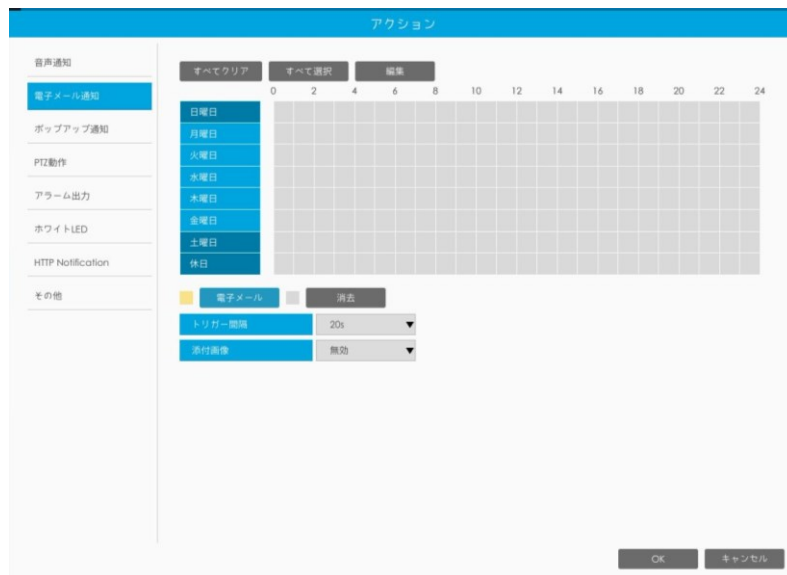 アクション
音声通知
電子メール通知
ポップアップ通知
PTZ動作
アラーム出力
ホワイトLED
HTTP Notification
その他
すべてクリア すべて選択 編集
0 2 4 6 8 10 12 14 16 18 20 22 24
日曜日
月曜日
火曜日
水曜日
木曜日
金曜日
土曜日
休日
電子メール 消去
トリガー間隔 20s
添付画像 無効
OK キャンセル